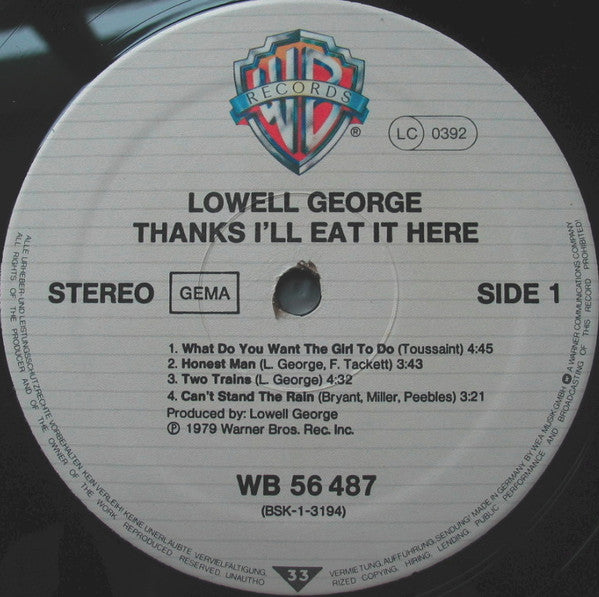 WB
RECORDS
®
LC 0392
LOWELL GEORGE
THANKS I'LL EAT IT HERE
STEREO
GEMA
SIDE 1
1. What Do You Want The Girl To Do (Toussaint) 4:45
2. Honest Man (L. George, F. Tackett) 3:43
3. Two Trains (L. George) 4:32
4. Can't Stand The Rain (Bryant, Miller, Peebles) 3:21
Produced by: Lowell George
℗ 1979 Warner Bros. Rec. Inc.
WB 56 487
(BSK-1-3194)
33
ALLE URHEBER- UND LEISTUNGSSCHUTZRECHTE VORBEHALTEN. KEIN VERLEIH! KEINE UNERLAUBTE VERVIELFÄLTIGUNG, VERMIETUNG, AUFFÜHRUNG, SENDUNG! MADE IN GERMANY BY WEA MUSIK GMBH A WARNER COMMUNICATIONS COMPANY
ALL RIGHTS OF THE PRODUCER AND OF THE OWNER OF THE WORK REPRODUCED RESERVED. UNAUTHO RIZED COPYING, HIRING, LENDING, PUBLIC PERFORMANCE AND BROADCASTING OF THIS RECORD PROHIBITED!